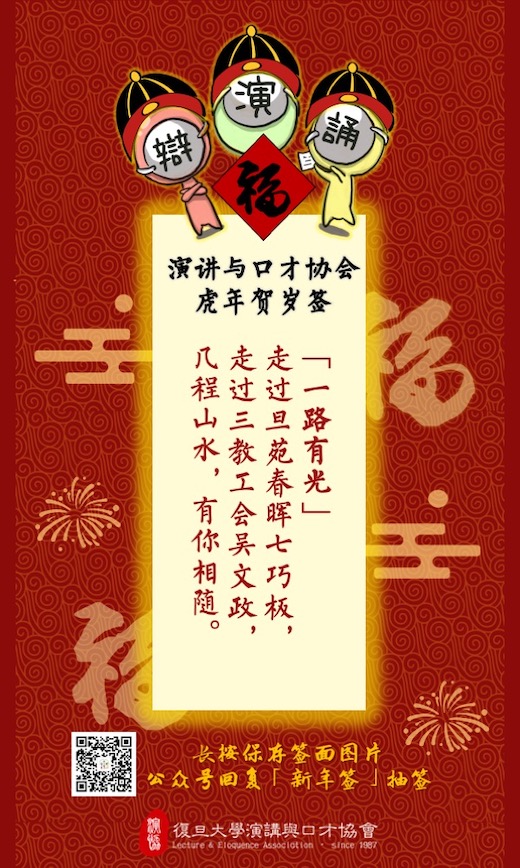 辯
演
誦
福
演讲与口才协会
虎年贺岁签
「一路有光」
走过旦苑春晖七巧板，
走过三教工会吴文政，
几程山水，有你相随。
福
福
长按保存签面图片
公众号回复「新年签」抽签
復旦大學演講與口才協會
Lecture & Eloquence Association · since 1987